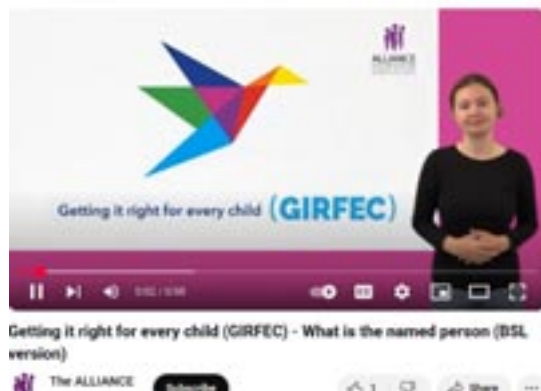 ALLIANCE
Getting it right for every child (GIRFEC)
Getting it right for every child (GIRFEC) - What is the named person (BSL
version)
The ALLIANCE
Subscribe
1
Share